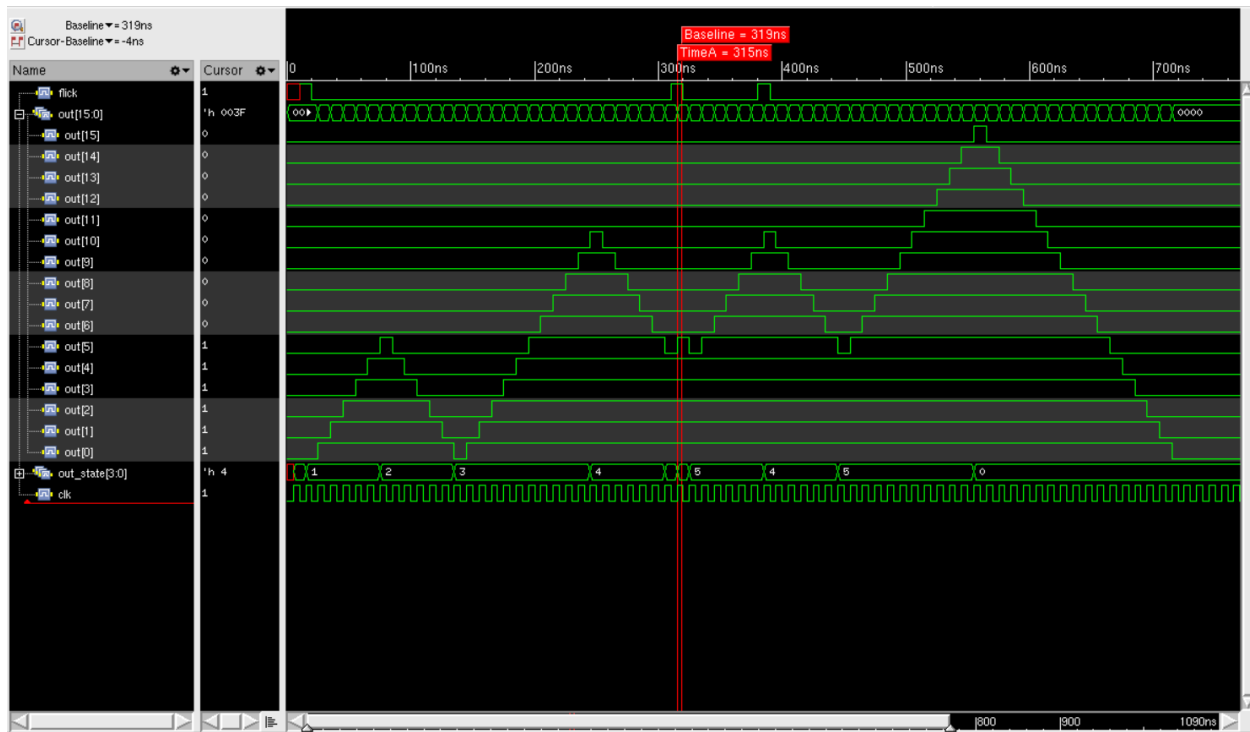 Baseline▼= 319ns
Cursor-Baseline▼= -4ns
Baseline = 319ns
TimeA = 315ns
Name Cursor 0 100ns 200ns 300ns 400ns 500ns 600ns 700ns
flick 1
out[15:0] 'h 003F 00 0000
out[15] 0
out[14] 0
out[13] 0
out[12] 0
out[11] 0
out[10] 0
out[9] 0
out[8] 0
out[7] 0
out[6] 0
out[5] 1
out[4] 1
out[3] 1
out[2] 1
out[1] 1
out[0] 1
out_state[3:0] 'h 4 1 2 3 4 5 4 5 0
clk 1
800 900 1090ns